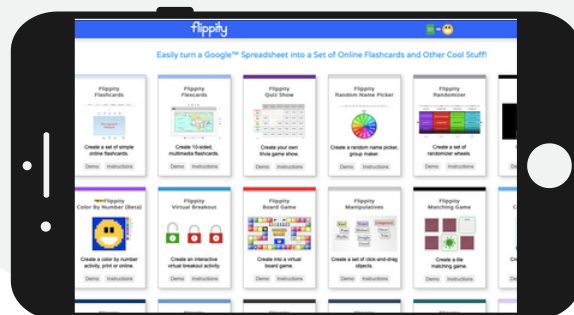 flippity
Easily turn a Google™ Spreadsheet into a Set of Online Flashcards and Other Cool Stuff!
Flippity
Flashcards
Create a set of simple
online flashcards.
Demo Instructions
Flippity
Flexcards
Create 10-sided,
multimedia flashcards.
Demo Instructions
Flippity
Quiz Show
Create your own
trivia game show.
Demo Instructions
Flippity
Random Name Picker
Create a random name picker,
group maker.
Demo Instructions
Flippity
Randomizer
Create a set of
randomizer wheels.
Demo Instructions
Flippity
Color By Number (Beta)
Create a color by number
activity, print or online.
Demo Instructions
Flippity
Virtual Breakout
Create an interactive
virtual breakout activity.
Demo Instructions
Flippity
Board Game
Create into a virtual
board game.
Demo Instructions
Flippity
Manipulatives
Create a set of click-and-drag
objects.
Demo Instructions
Flippity
Matching Game
Create a tile
matching game.
Demo Instructions